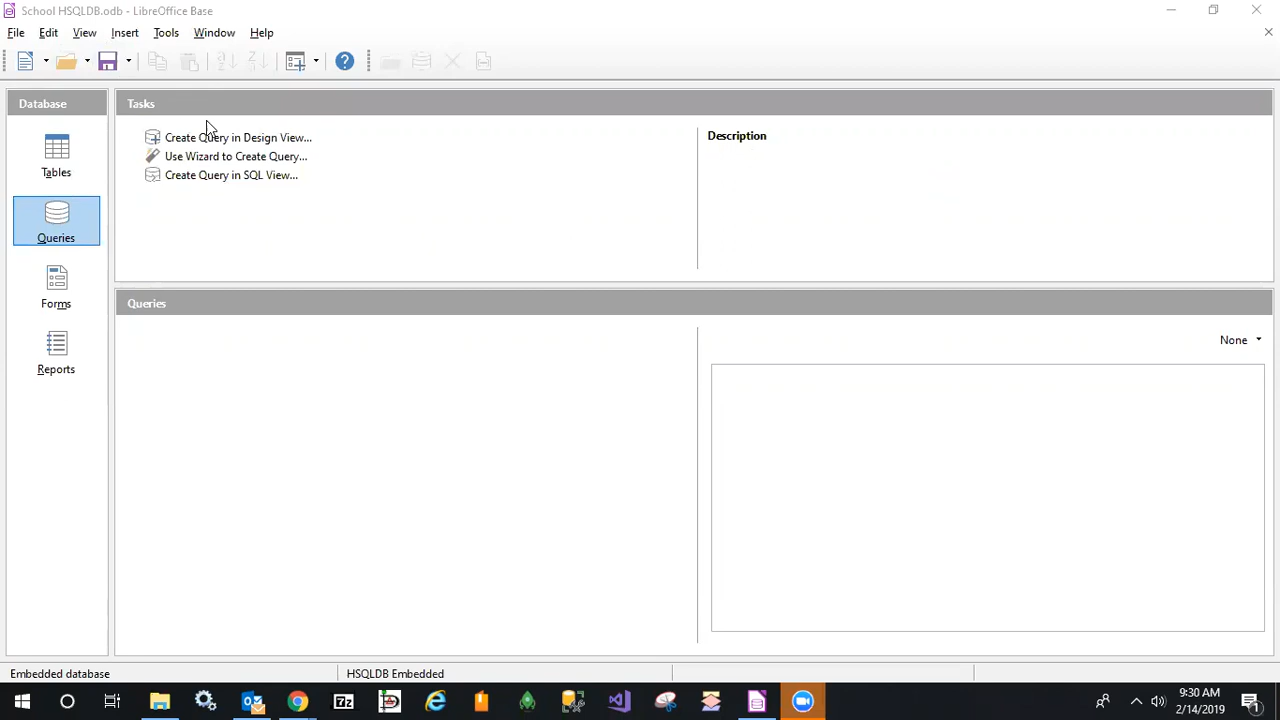 School HSQLDB.odb - LibreOffice Base
File Edit View Insert Tools Window Help
Database
Tasks
Create Query in Design View...
Use Wizard to Create Query...
Create Query in SQL View...
Description
Tables
Queries
Forms
Reports
Queries
None
Embedded database
HSQLDB Embedded
7z
9:30 AM
2/14/2019
1